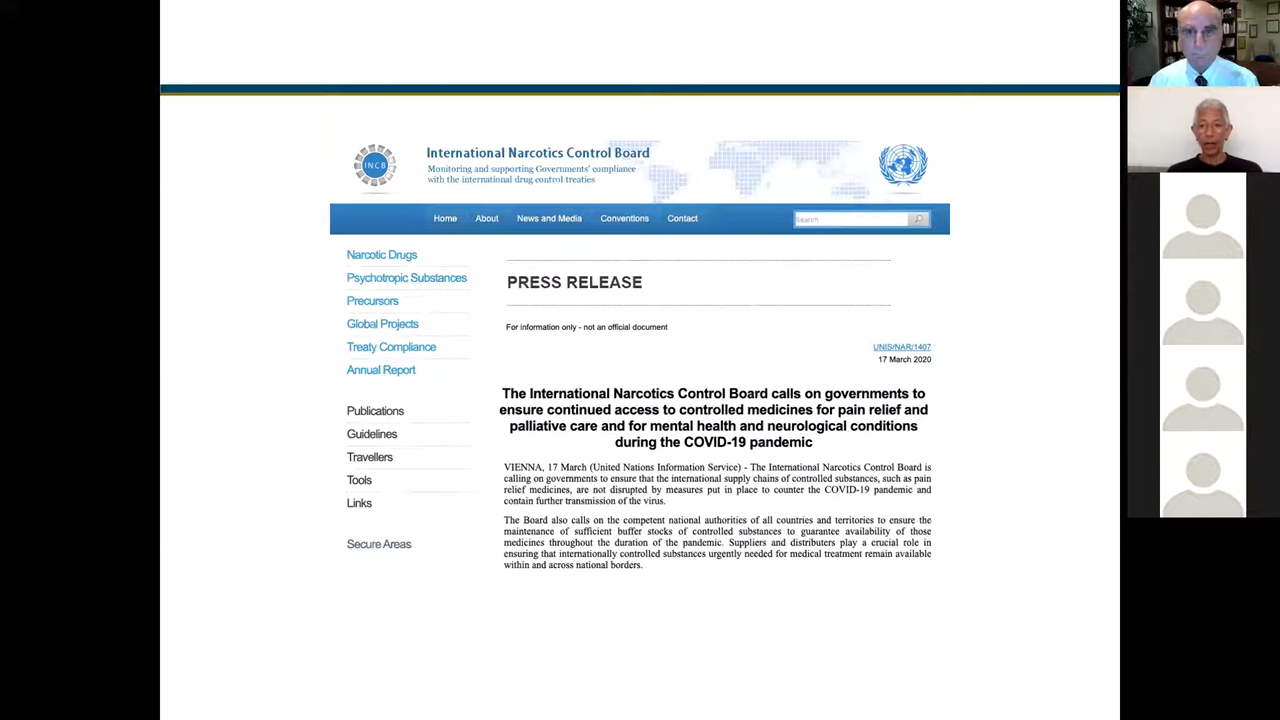 INCB
International Narcotics Control Board
Monitoring and supporting Governments' compliance
with the international drug control treaties
Home About News and Media Conventions Contact
Search
Narcotic Drugs
Psychotropic Substances
Precursors
Global Projects
Treaty Compliance
Annual Report
Publications
Guidelines
Travellers
Tools
Links
Secure Areas
PRESS RELEASE
For information only - not an official document
UNIS/NAR/1407
17 March 2020
The International Narcotics Control Board calls on governments to
ensure continued access to controlled medicines for pain relief and
palliative care and for mental health and neurological conditions
during the COVID-19 pandemic
VIENNA, 17 March (United Nations Information Service) - The International Narcotics Control Board is
calling on governments to ensure that the international supply chains of controlled substances, such as pain
relief medicines, are not disrupted by measures put in place to counter the COVID-19 pandemic and
contain further transmission of the virus.
The Board also calls on the competent national authorities of all countries and territories to ensure the
maintenance of sufficient buffer stocks of controlled substances to guarantee availability of those
medicines throughout the duration of the pandemic. Suppliers and distributers play a crucial role in
ensuring that internationally controlled substances urgently needed for medical treatment remain available
within and across national borders.